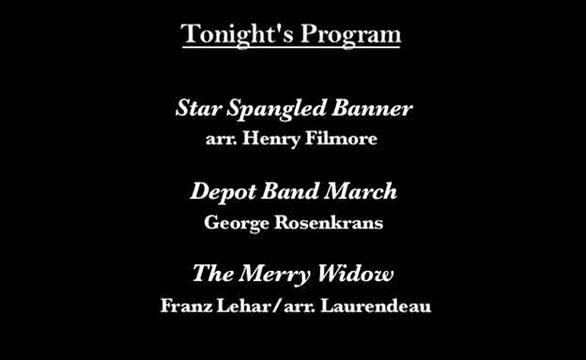 Tonight's Program
Star Spangled Banner
arr. Henry Filmore
Depot Band March
George Rosenkrans
The Merry Widow
Franz Lehar/arr. Laurendeau